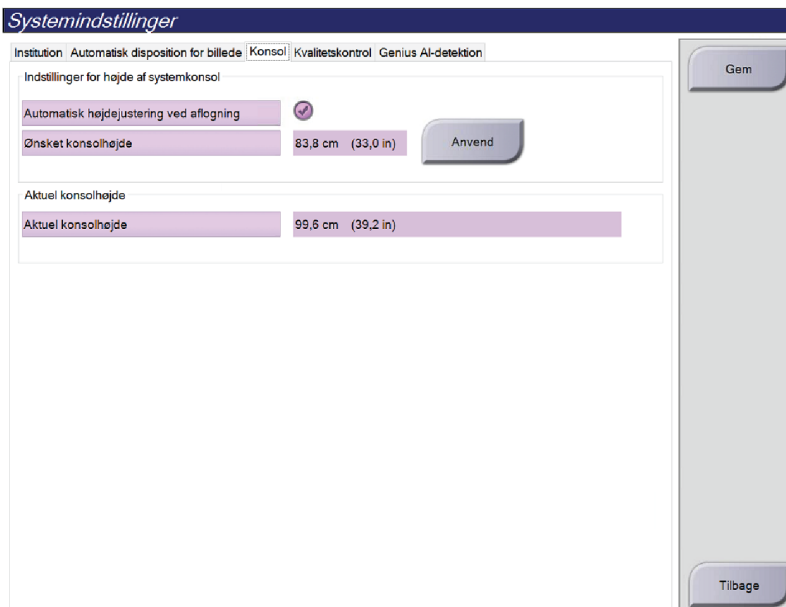 Systemindstillinger
Institution Automatisk disposition for billede Konsol Kvalitetskontrol Genius AI-detektion
Gem
Indstillinger for højde af systemkonsol
Automatisk højdejustering ved aflogning
Ønsket konsolhøjde 83,8 cm (33,0 in) Anvend
Aktuel konsolhøjde
Aktuel konsolhøjde 99,6 cm (39,2 in)
Tilbage